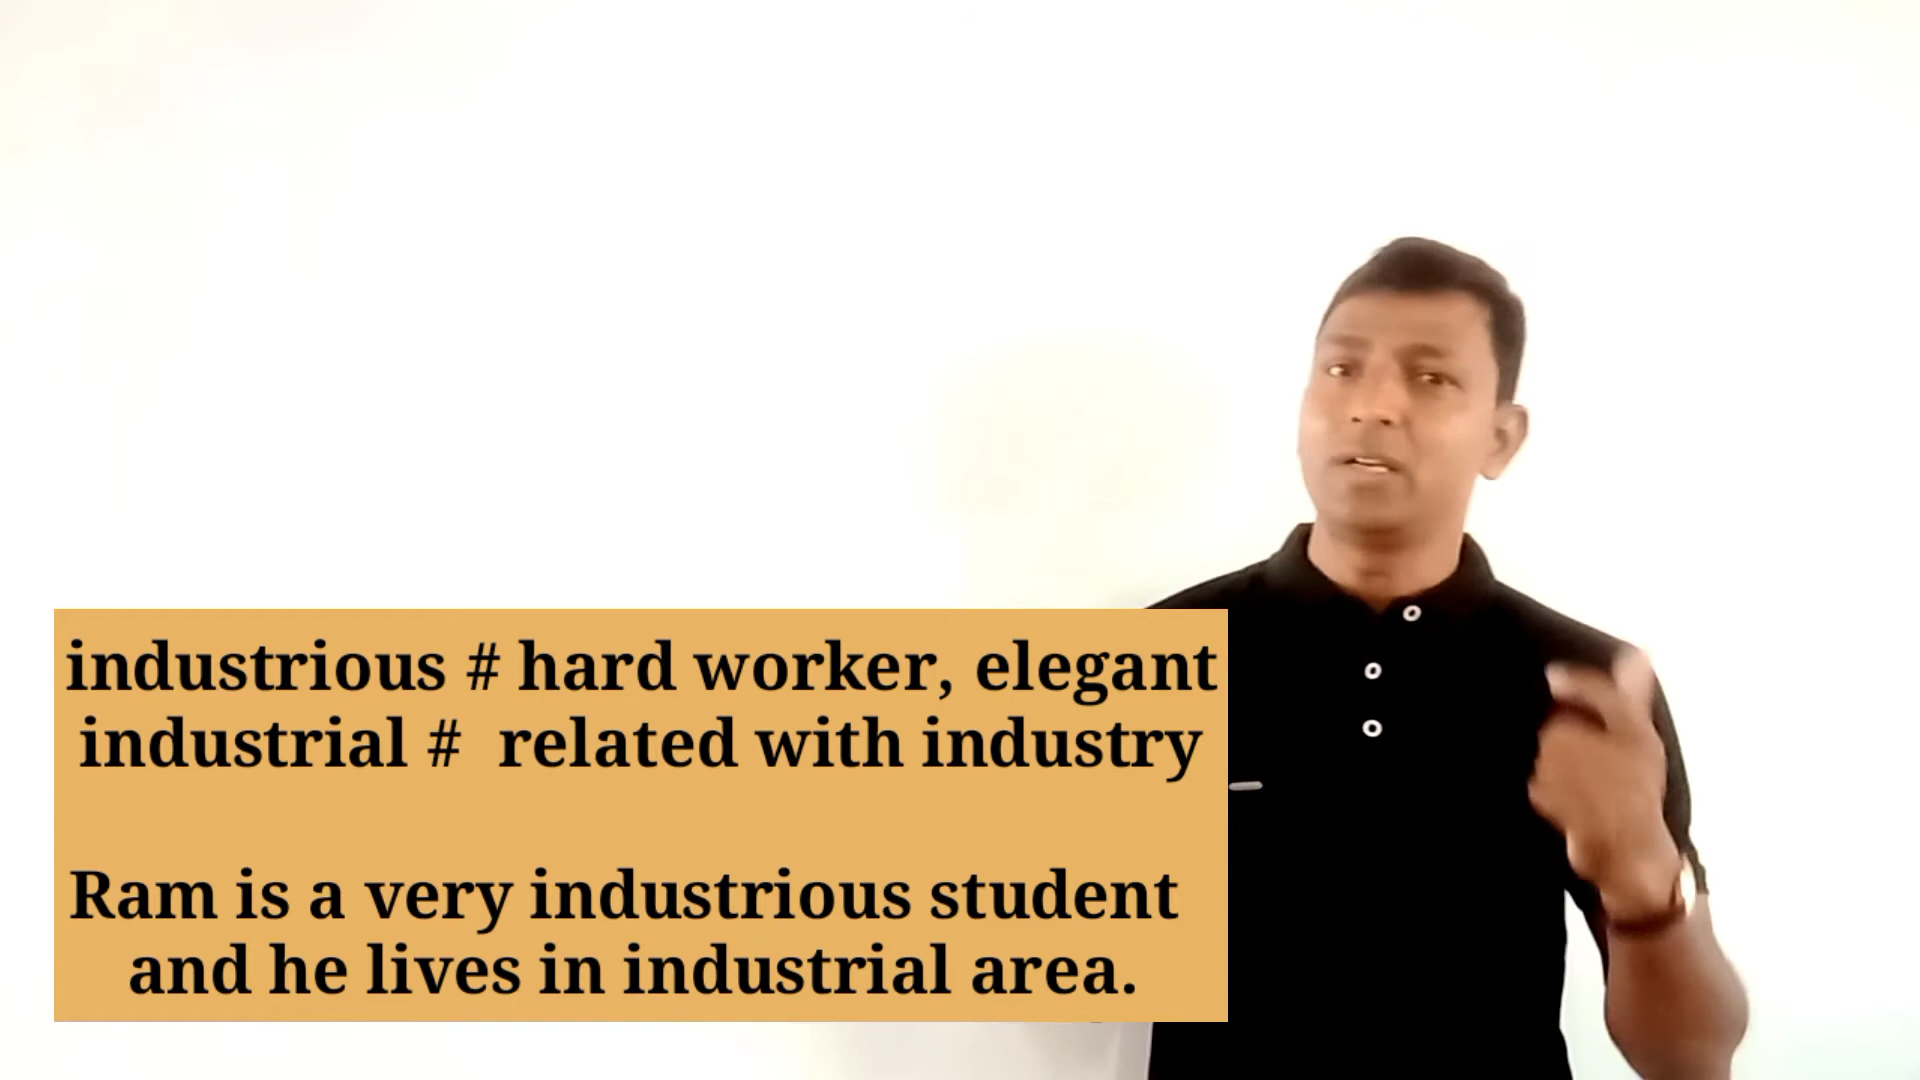 industrious # hard worker, elegant
industrial # related with industry
Ram is a very industrious student
and he lives in industrial area.